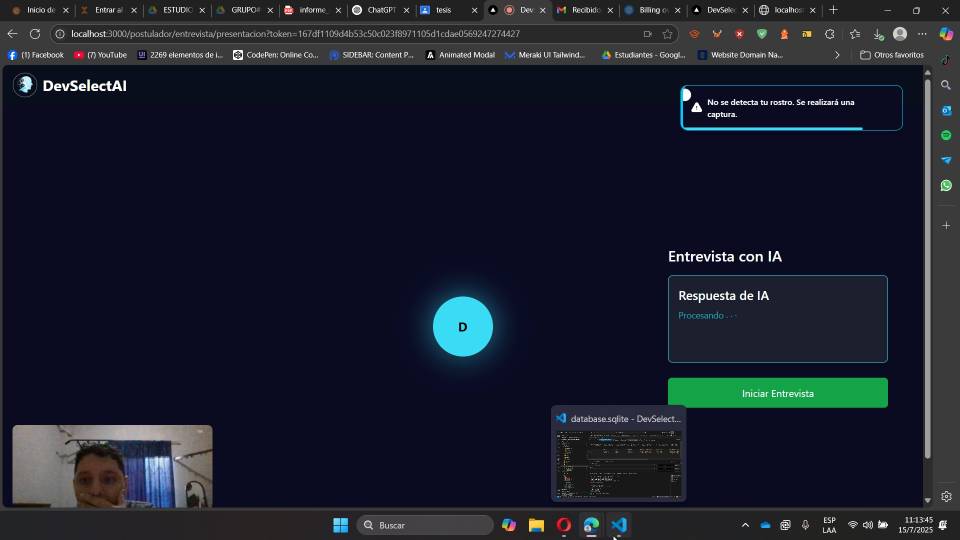 Inicio de
Entrar al
ESTUDIO
GRUPO#
informe_
ChatGPT
tesis
Dev
Recibido
Billing ov
DevSelec
localhos
localhost:3000/postulador/entrevista/presentacion?token=167df1109d4b53c50c023f8971105d1cdae0569247274427
(1) Facebook
(7) YouTube
2269 elementos de i...
CodePen: Online Co...
SIDEBAR: Content P...
Animated Modal
Meraki UI Tailwind...
Estudiantes - Googl...
Website Domain Na...
Otros favoritos
DevSelectAI
No se detecta tu rostro. Se realizará una
captura.
Entrevista con IA
Respuesta de IA
Procesando . . .
D
Iniciar Entrevista
database.sqlite - DevSelect...
Buscar
ESP
LAA
11:13:45
15/7/2025